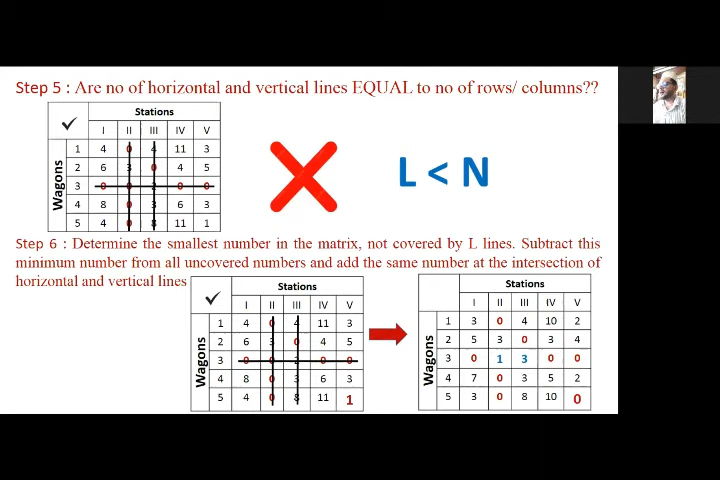 Step 5 : Are no of horizontal and vertical lines EQUAL to no of rows/ columns??
Stations
I II III IV V
Wagons
1 4 0 4 11 3
2 6 3 0 4 5
3 0 0 2 0 0
4 8 0 3 6 3
5 4 0 8 11 1
L < N
Step 6 : Determine the smallest number in the matrix, not covered by L lines. Subtract this
minimum number from all uncovered numbers and add the same number at the intersection of
horizontal and vertical lines
Stations
I II III IV V
Wagons
1 4 0 4 11 3
2 6 3 0 4 5
3 0 0 2 0 0
4 8 0 3 6 3
5 4 0 8 11 1
Stations
I II III IV V
Wagons
1 3 0 4 10 2
2 5 3 0 3 4
3 0 1 3 0 0
4 7 0 3 5 2
5 3 0 8 10 0